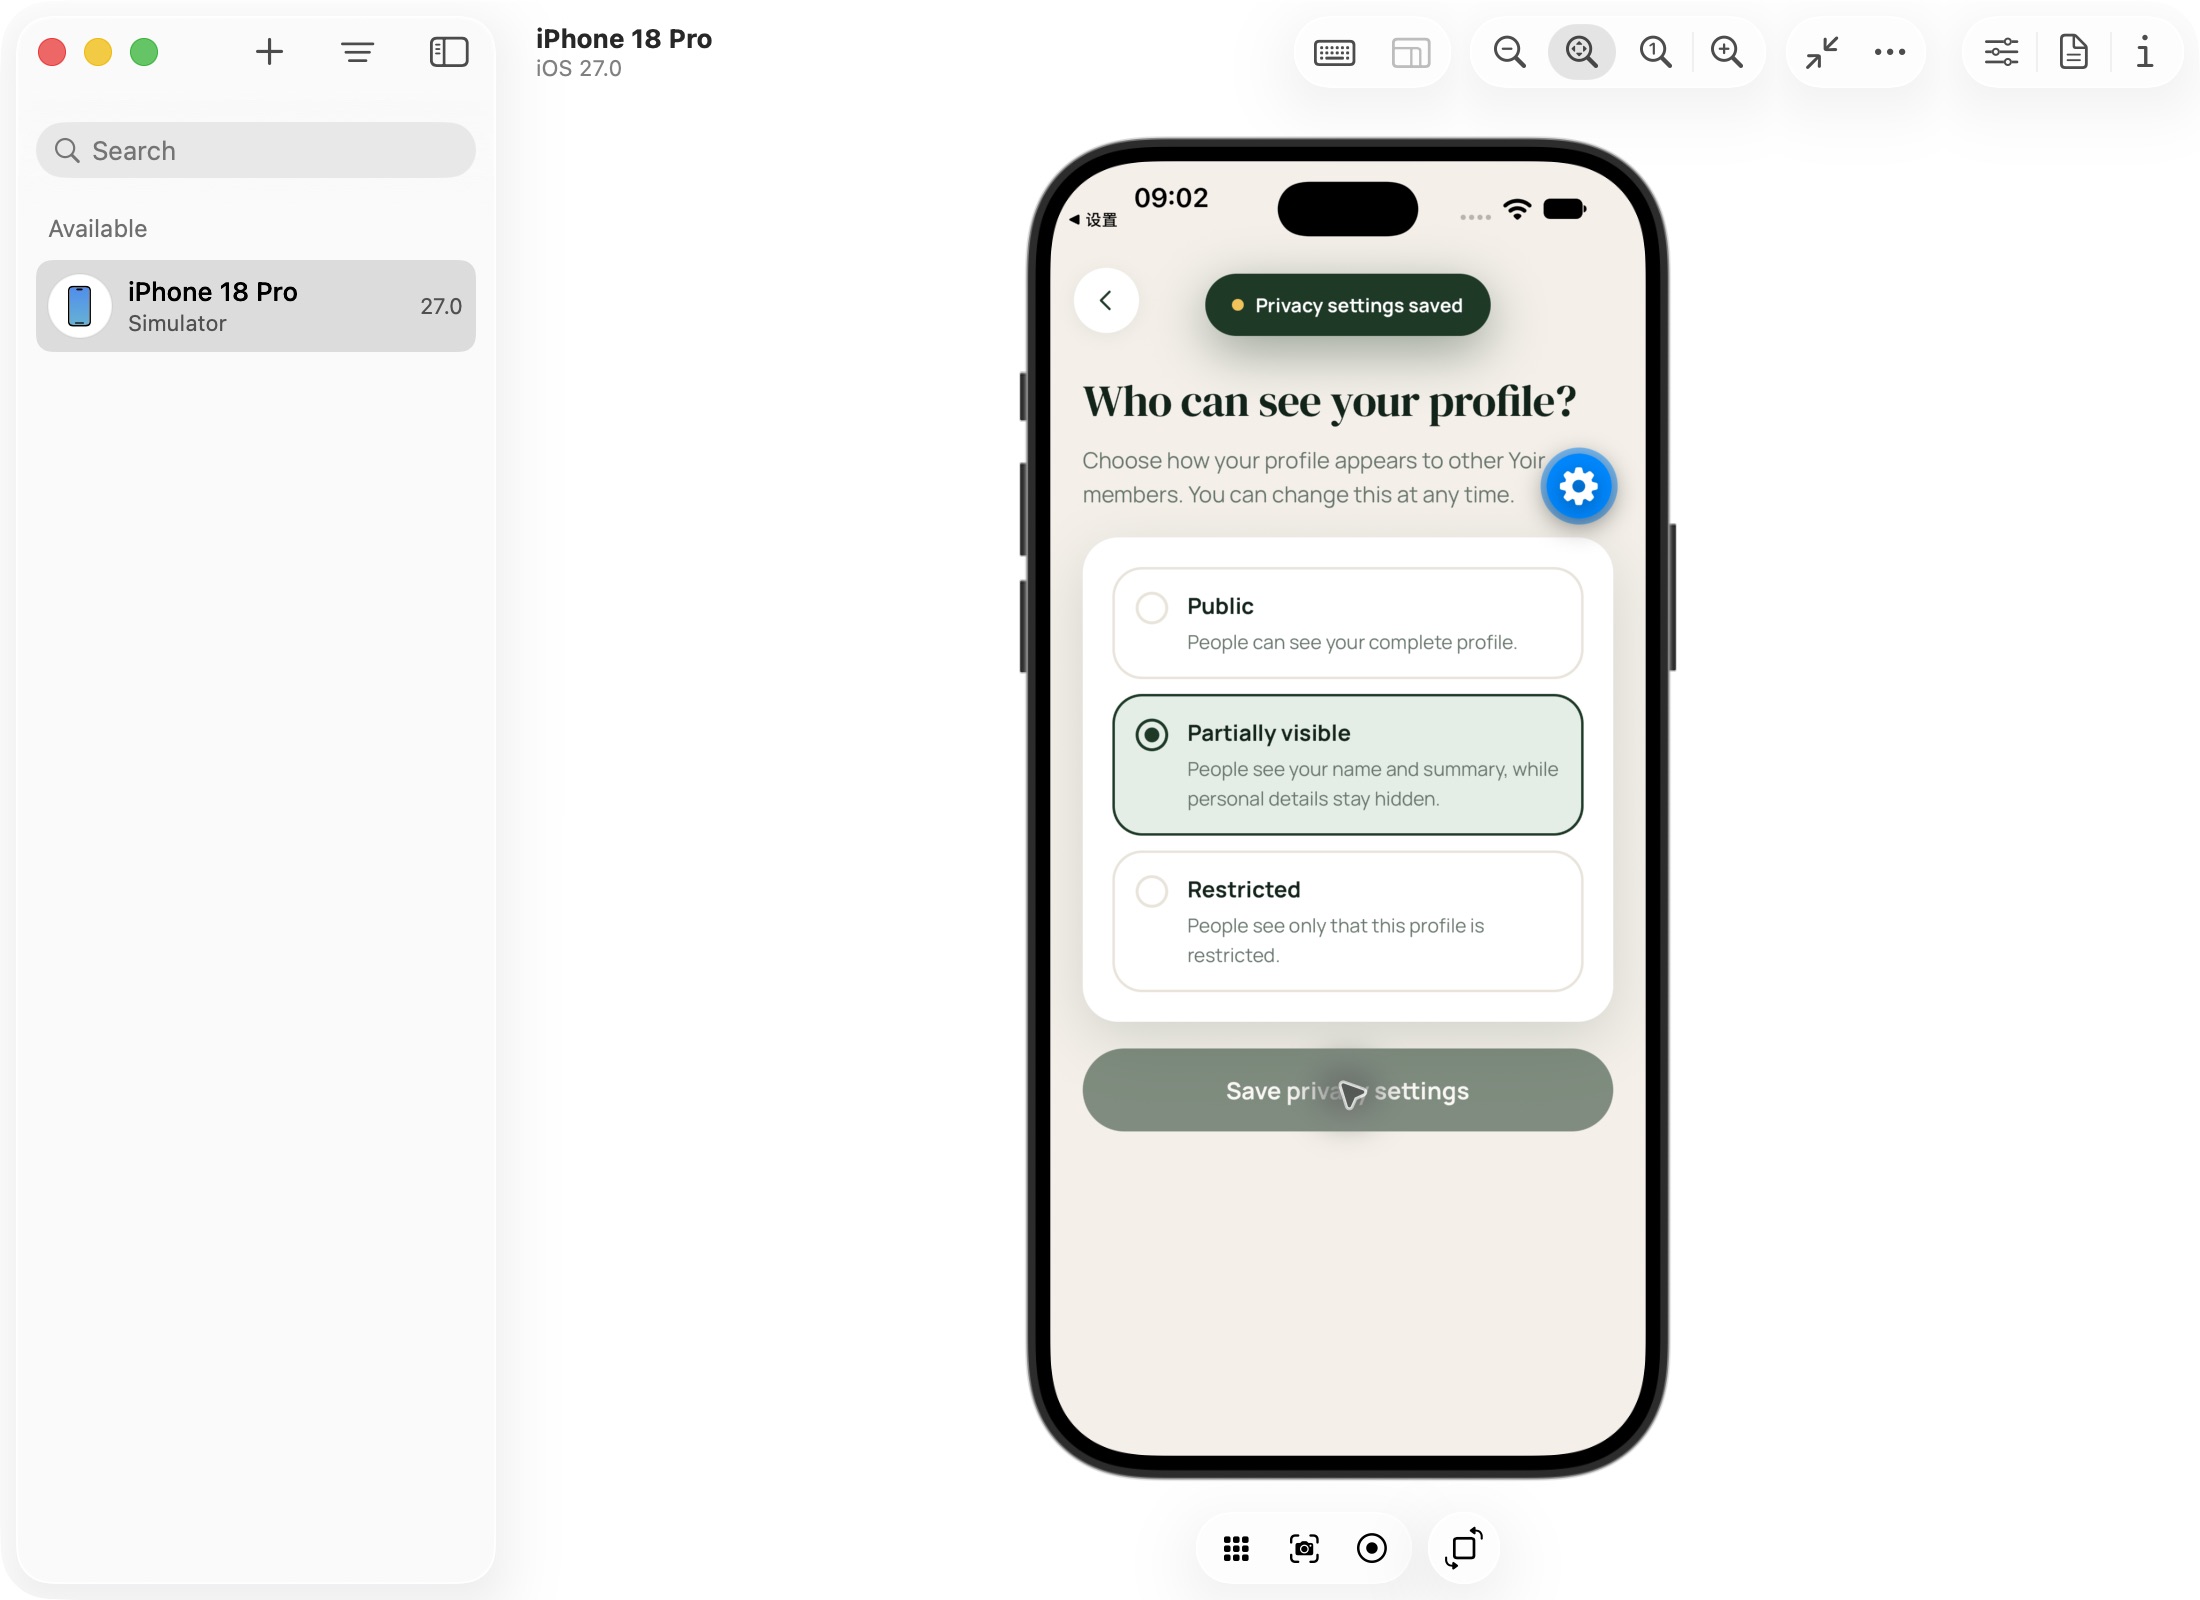 iPhone 18 Pro
iOS 27.0
Search
Available
iPhone 18 Pro
27.0
Simulator
09:02
◀ 设置
Privacy settings saved
Who can see your profile?
Choose how your profile appears to other Yoir
members. You can change this at any time.
Public
People can see your complete profile.
Partially visible
People see your name and summary, while
personal details stay hidden.
Restricted
People see only that this profile is
restricted.
Save privacy settings